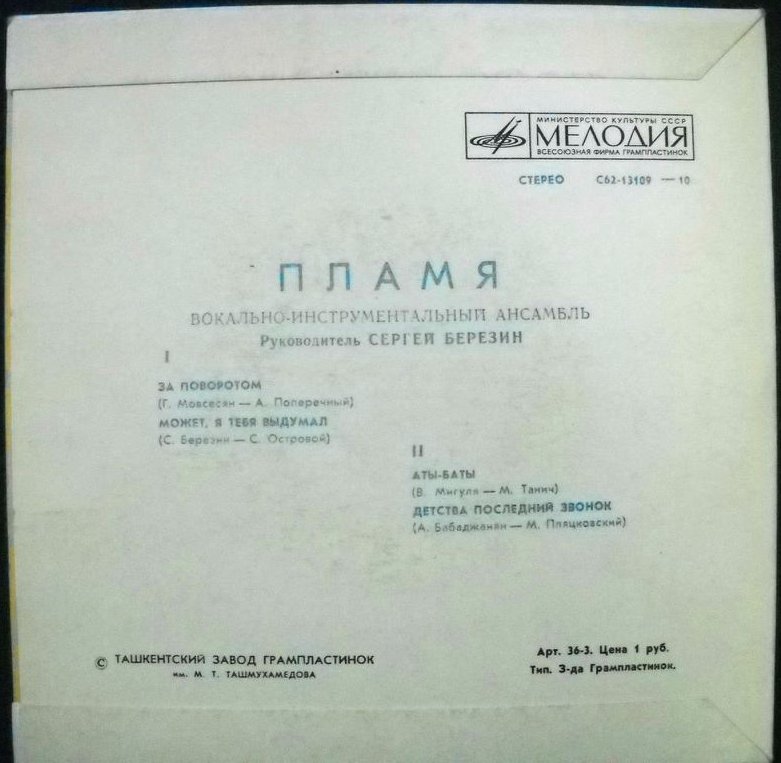 МИНИСТЕРСТВО КУЛЬТУРЫ СССР
МЕЛОДИЯ
ВСЕСОЮЗНАЯ ФИРМА ГРАМПЛАСТИНОК
СТЕРЕО С62-13109 —10
ПЛАМЯ
ВОКАЛЬНО-ИНСТРУМЕНТАЛЬНЫЙ АНСАМБЛЬ
Руководитель СЕРГЕЙ БЕРЕЗИН
I
ЗА ПОВОРОТОМ
(Г. Мовсесян — А. Поперечный)
МОЖЕТ, Я ТЕБЯ ВЫДУМАЛ
(С. Березин — С. Островой)
II
АТЫ-БАТЫ
(В. Мигуля — М. Танич)
ДЕТСТВА ПОСЛЕДНИЙ ЗВОНОК
(А. Бабаджанян — М. Пляцковский)
© ТАШКЕНТСКИЙ ЗАВОД ГРАМПЛАСТИНОК
им. М. Т. ТАШМУХАМЕДОВА
Арт. 36-3. Цена 1 руб.
Тип. З-да Грампластинок.